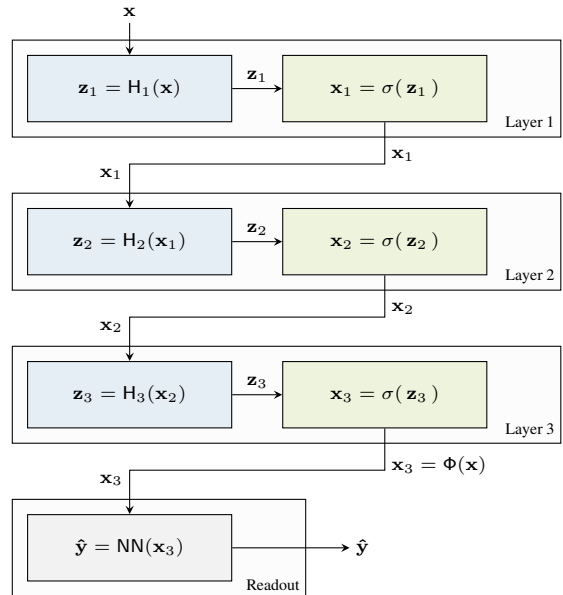 x
z₁ = H₁(x)
z₁
x₁ = σ( z₁ )
Layer 1
x₁
x₁
z₂ = H₂(x₁)
z₂
x₂ = σ( z₂ )
Layer 2
x₂
x₂
z₃ = H₃(x₂)
z₃
x₃ = σ( z₃ )
Layer 3
x₃ = Φ(x)
x₃
ŷ = NN(x₃)
ŷ
Readout